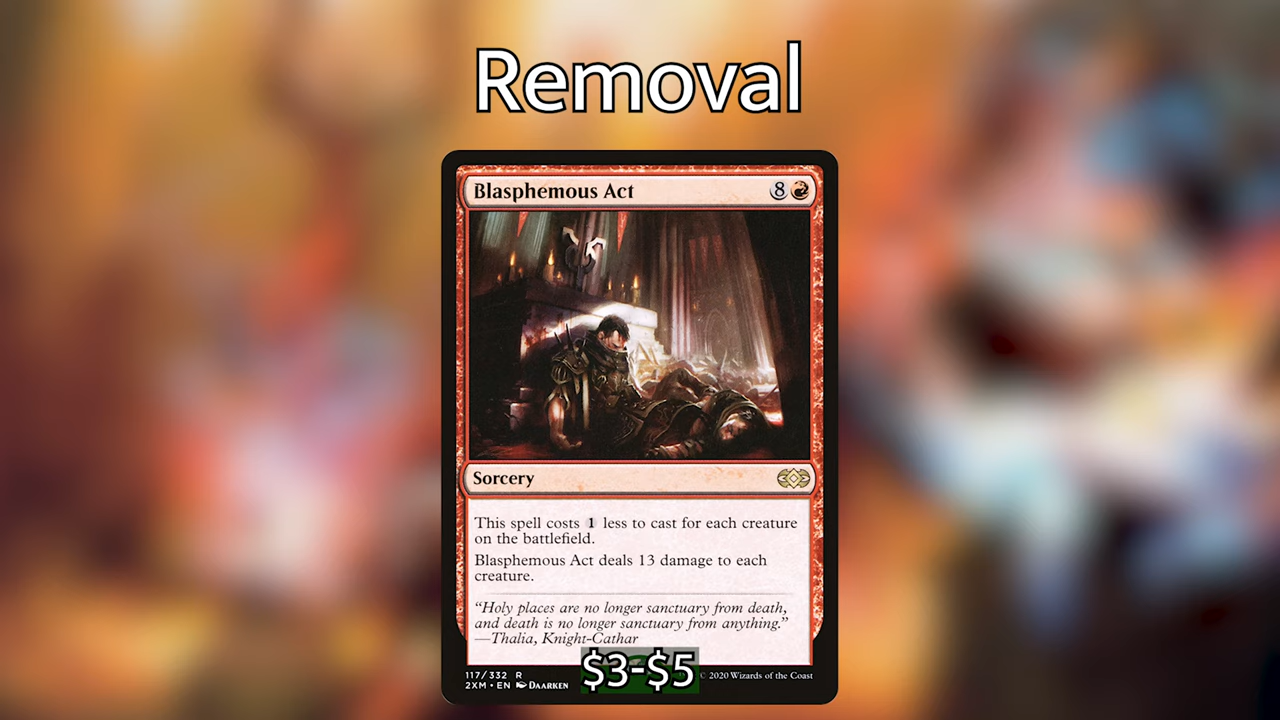 Removal
Blasphemous Act 8
Sorcery
This spell costs 1 less to cast for each creature
on the battlefield.
Blasphemous Act deals 13 damage to each
creature.
“Holy places are no longer sanctuary from death,
and death is no longer sanctuary from anything.”
—Thalia, Knight-Cathar
$3-$5
117/332 R
2XM • EN DAARKEN © 2020 Wizards of the Coast